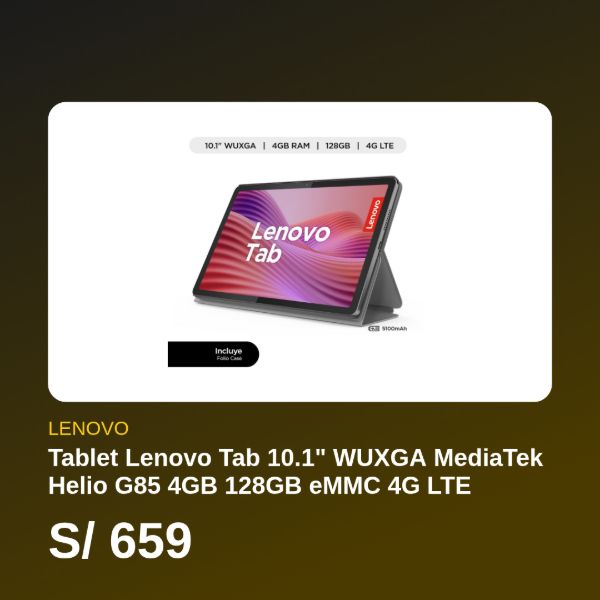 10.1" WUXGA | 4GB RAM | 128GB | 4G LTE
Lenovo
Tab
Lenovo
5100mAh
Incluye
Folio Case
LENOVO
Tablet Lenovo Tab 10.1" WUXGA MediaTek
Helio G85 4GB 128GB eMMC 4G LTE
S/ 659